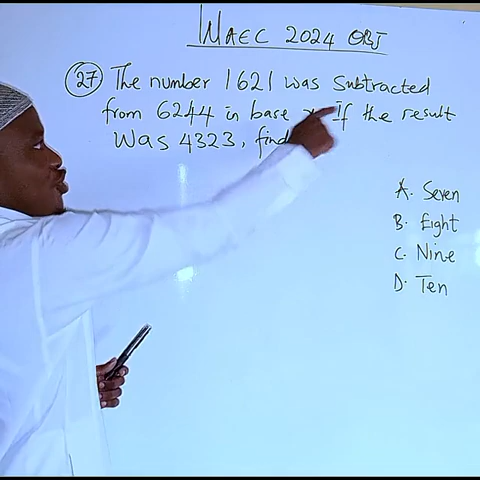 WAEC 2024 OBJ
27 The number 1621 was Subtracted
from 6244 in base If the result
Was 4323, find
A. Seven
B. Eight
C. Nine
D. Ten